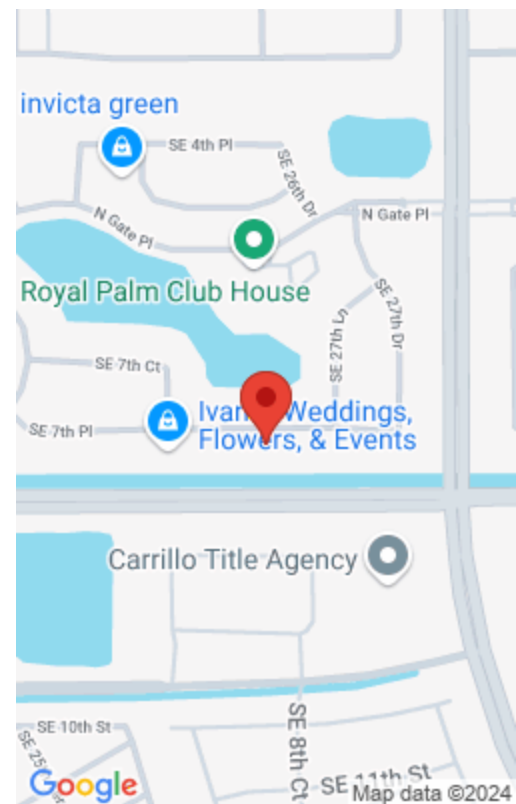 invicta green
SE 4th Pl
SE 26th Dr
N Gate Pl
N Gate Pl
Royal Palm Club House
SE 27th Dr
SE 27th Ln
SE 7th Ct
Weddings,
Flowers, & Events
SE 7th Pl
Carrillo Title Agency
SE 10th St
SE 8th Ct
SE 11th St
Google
Map data ©2024